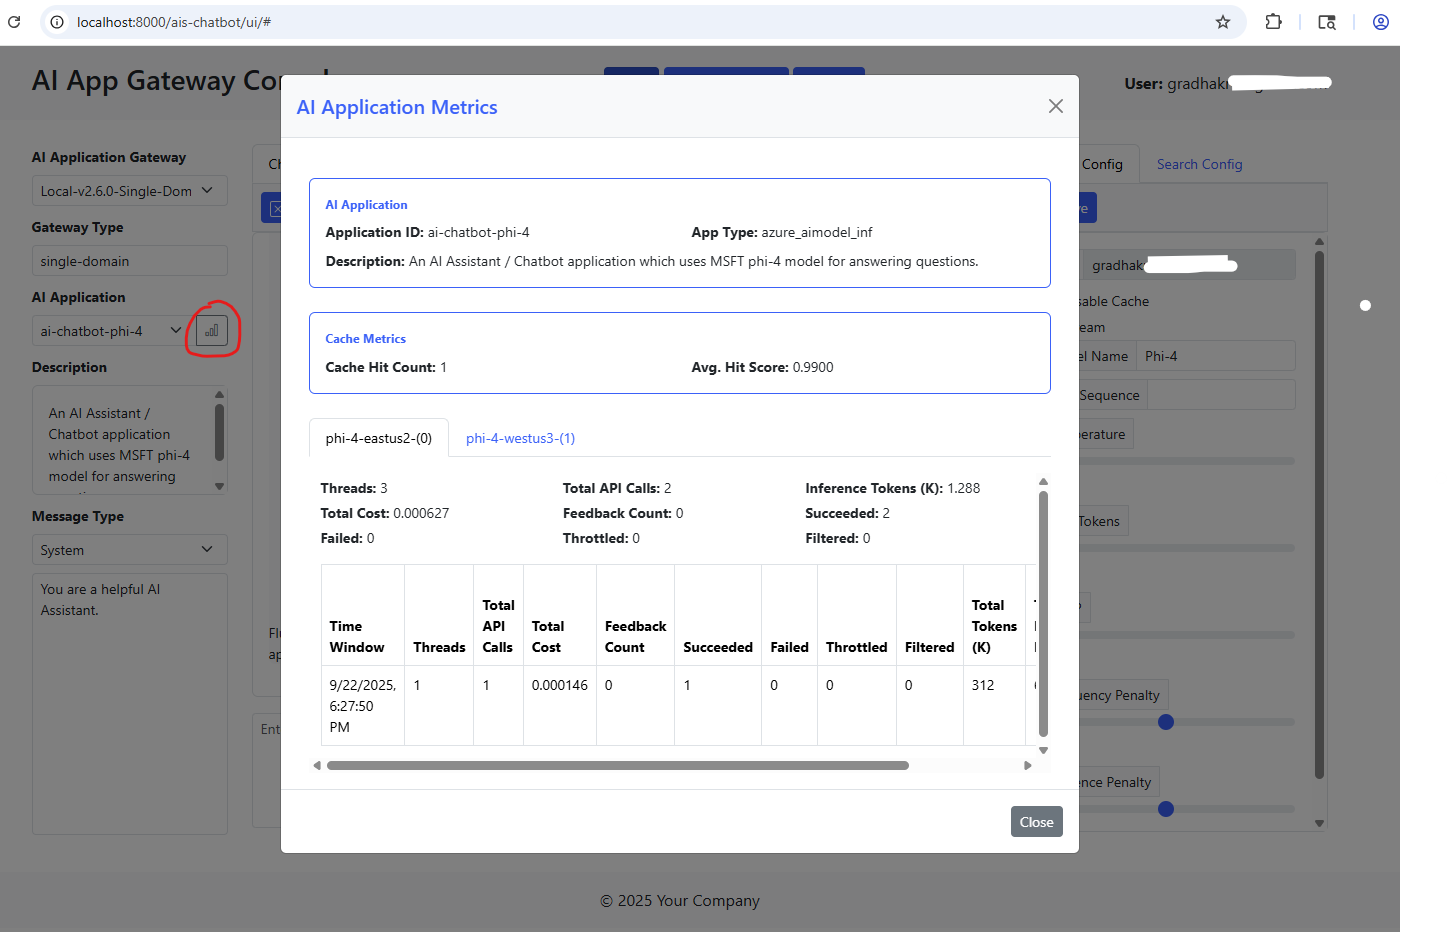 localhost:8000/ais-chatbot/ui/#
AI App Gateway
User: gradhak
AI Application Gateway
Local-v2.6.0-Single-Dom
Gateway Type
single-domain
AI Application
ai-chatbot-phi-4
Description
An AI Assistant /
Chatbot application
which uses MSFT phi-4
model for answering
Message Type
System
You are a helpful AI
Assistant.
AI Application Metrics
AI Application
Application ID: ai-chatbot-phi-4
App Type: azure_aimodel_inf
Description: An AI Assistant / Chatbot application which uses MSFT phi-4 model for answering questions.
Cache Metrics
Cache Hit Count: 1
Avg. Hit Score: 0.9900
phi-4-eastus2-(0)
phi-4-westus3-(1)
Threads: 3
Total API Calls: 2
Inference Tokens (K): 1.288
Total Cost: 0.000627
Feedback Count: 0
Succeeded: 2
Failed: 0
Throttled: 0
Filtered: 0
Time Window
Threads
Total API Calls
Total Cost
Feedback Count
Succeeded
Failed
Throttled
Filtered
Total Tokens (K)
9/22/2025, 6:27:50 PM
1
1
0.000146
0
1
0
0
0
312
Close
Config
Search Config
gradhak
able Cache
eam
el Name
Phi-4
Sequence
erature
Tokens
uency Penalty
ence Penalty
Ent
© 2025 Your Company